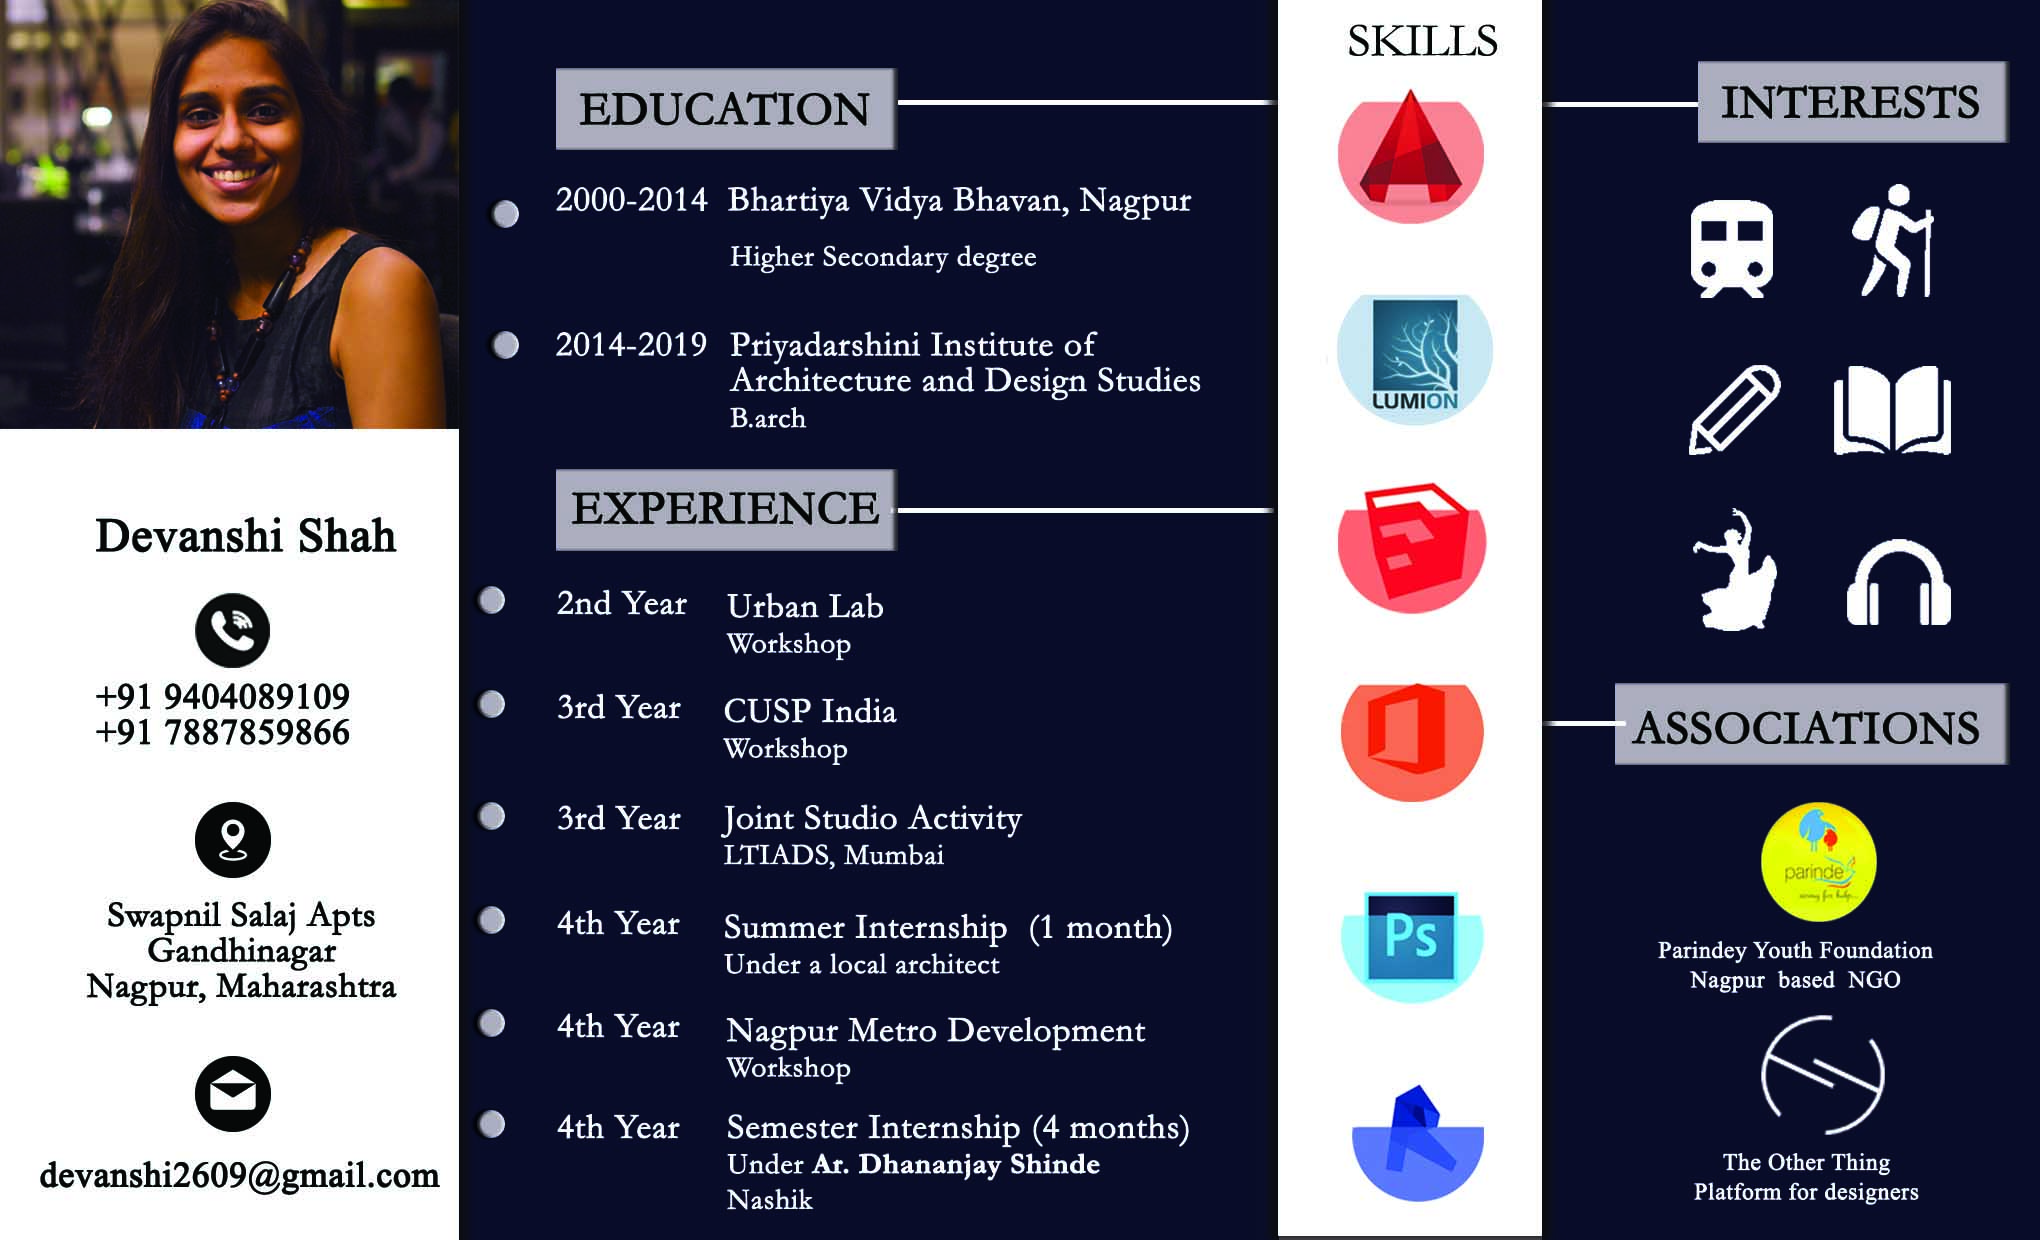 Devanshi Shah
+91 9404089109
+91 7887859866
Swapnil Salaj Apts
Gandhinagar
Nagpur, Maharashtra
devanshi2609@gmail.com
EDUCATION
2000-2014 Bhartiya Vidya Bhavan, Nagpur
Higher Secondary degree
2014-2019 Priyadarshini Institute of
Architecture and Design Studies
B.arch
EXPERIENCE
2nd Year Urban Lab
Workshop
3rd Year CUSP India
Workshop
3rd Year Joint Studio Activity
LTIADS, Mumbai
4th Year Summer Internship (1 month)
Under a local architect
4th Year Nagpur Metro Development
Workshop
4th Year Semester Internship (4 months)
Under Ar. Dhananjay Shinde
Nashik
SKILLS
LUMION
Ps
INTERESTS
ASSOCIATIONS
parinde
Parindey Youth Foundation
Nagpur based NGO
The Other Thing
Platform for designers